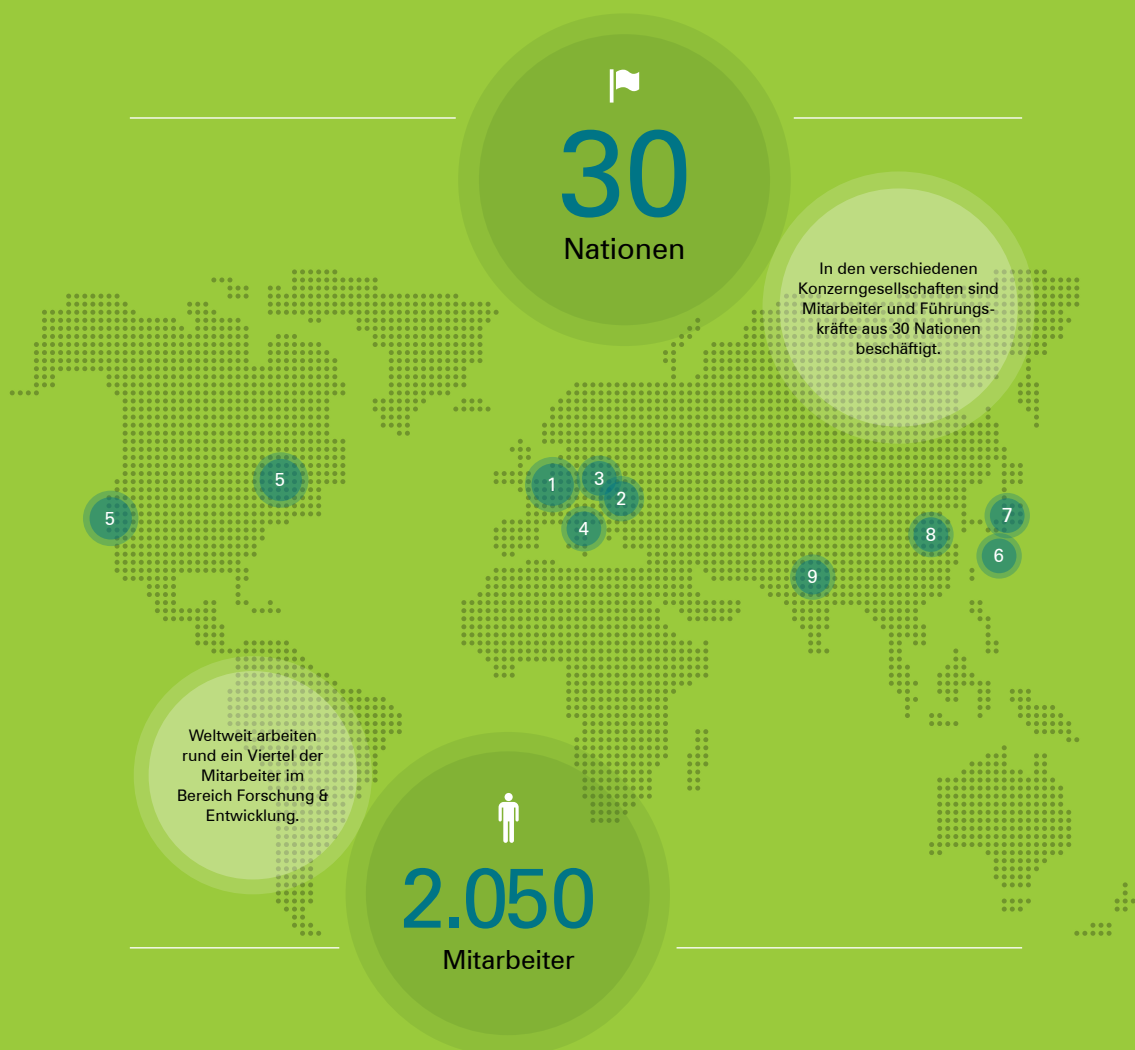 30
Nationen
In den verschiedenen
Konzerngesellschaften sind
Mitarbeiter und Führungs-
kräfte aus 30 Nationen
beschäftigt.
5
5
1
3
2
4
7
8
6
9
Weltweit arbeiten
rund ein Viertel der
Mitarbeiter im
Bereich Forschung &
Entwicklung.
2.050
Mitarbeiter